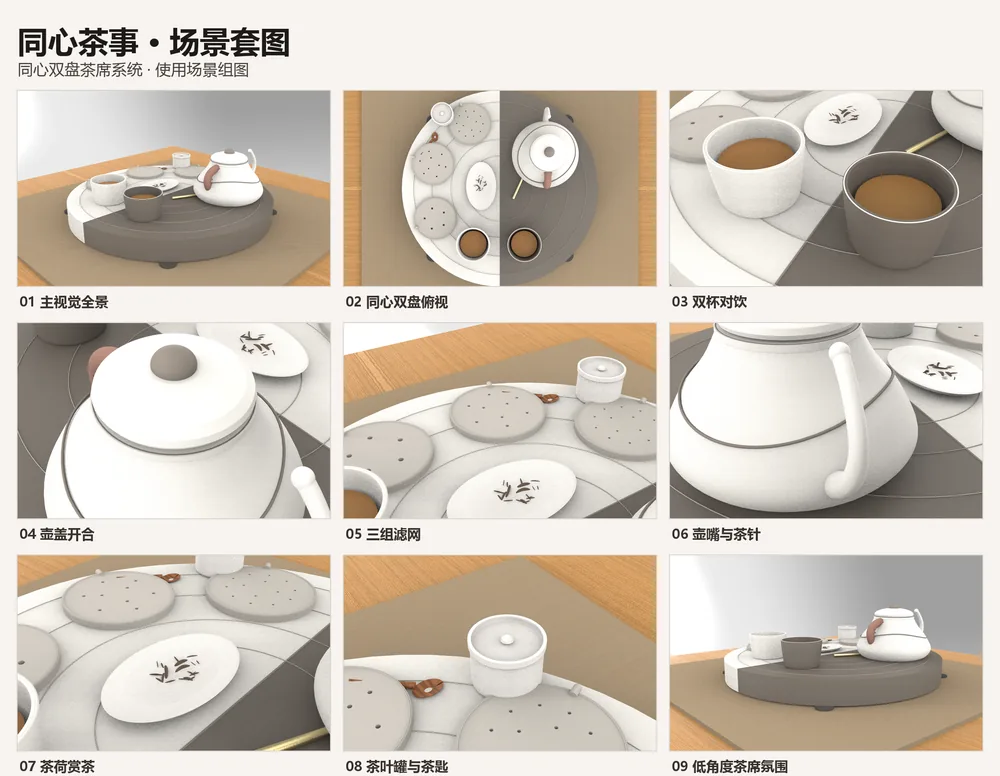 同心茶事·场景套图
同心双盘茶席系统 · 使用场景组图
01 主视觉全景
02 同心双盘俯视
03 双杯对饮
04 壶盖开合
05 三组滤网
06 壶嘴与茶针
07 茶荷赏茶
08 茶叶罐与茶匙
09 低角度茶席氛围